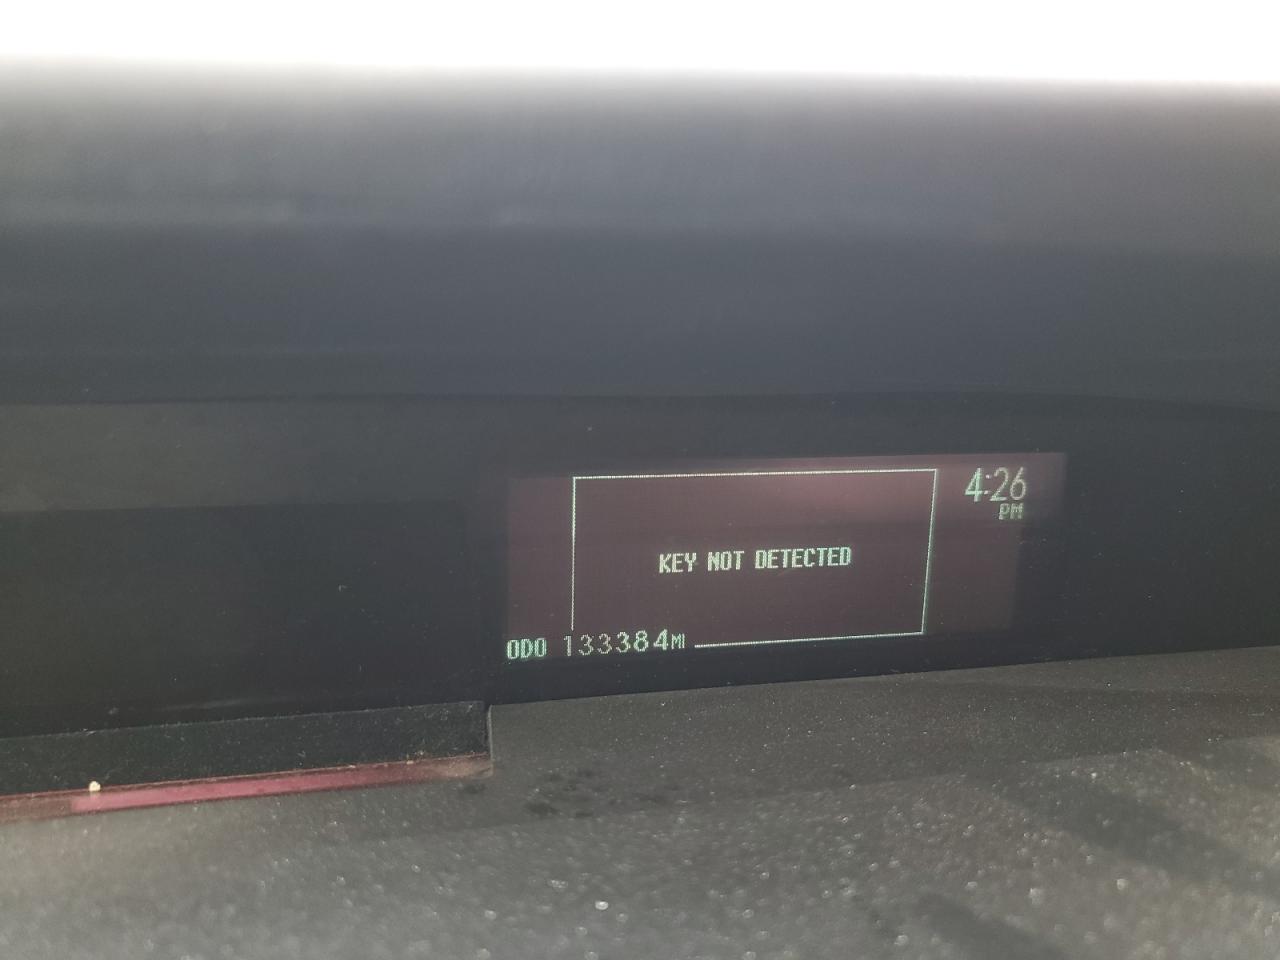 4:26
PM
KEY NOT DETECTED
ODO 133384MI